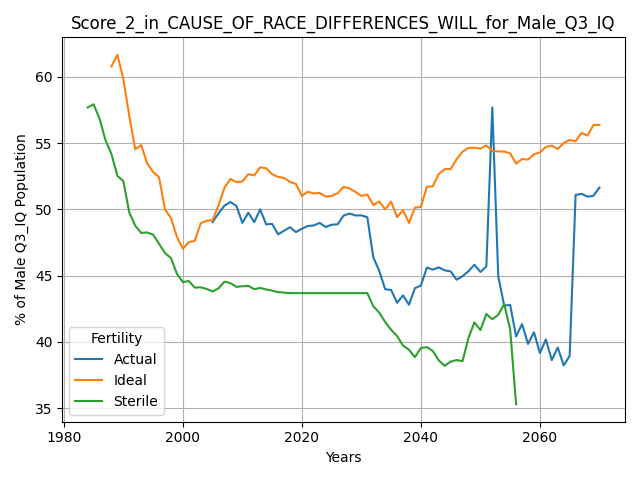 Score_2_in_CAUSE_OF_RACE_DIFFERENCES_WILL_for_Male_Q3_IQ
% of Male Q3_IQ Population
60
55
50
45
40
35
Fertility
Actual
Ideal
Sterile
1980
2000
2020
2040
2060
Years